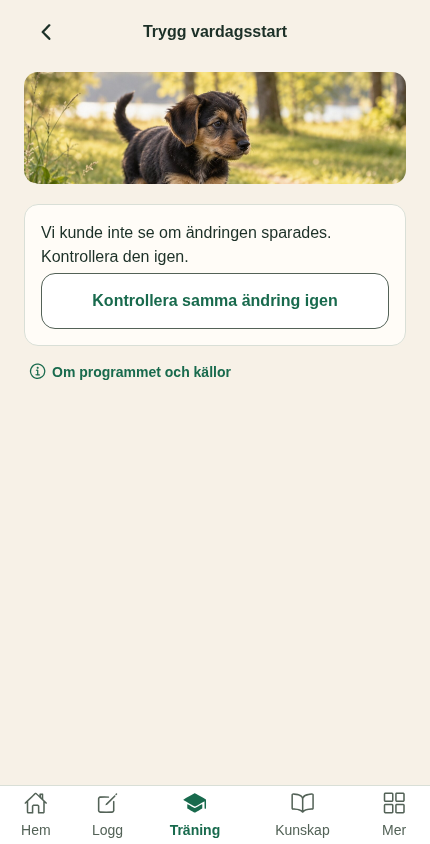 Trygg vardagsstart
Vi kunde inte se om ändringen sparades.
Kontrollera den igen.
Kontrollera samma ändring igen
Om programmet och källor
Hem
Logg
Träning
Kunskap
Mer